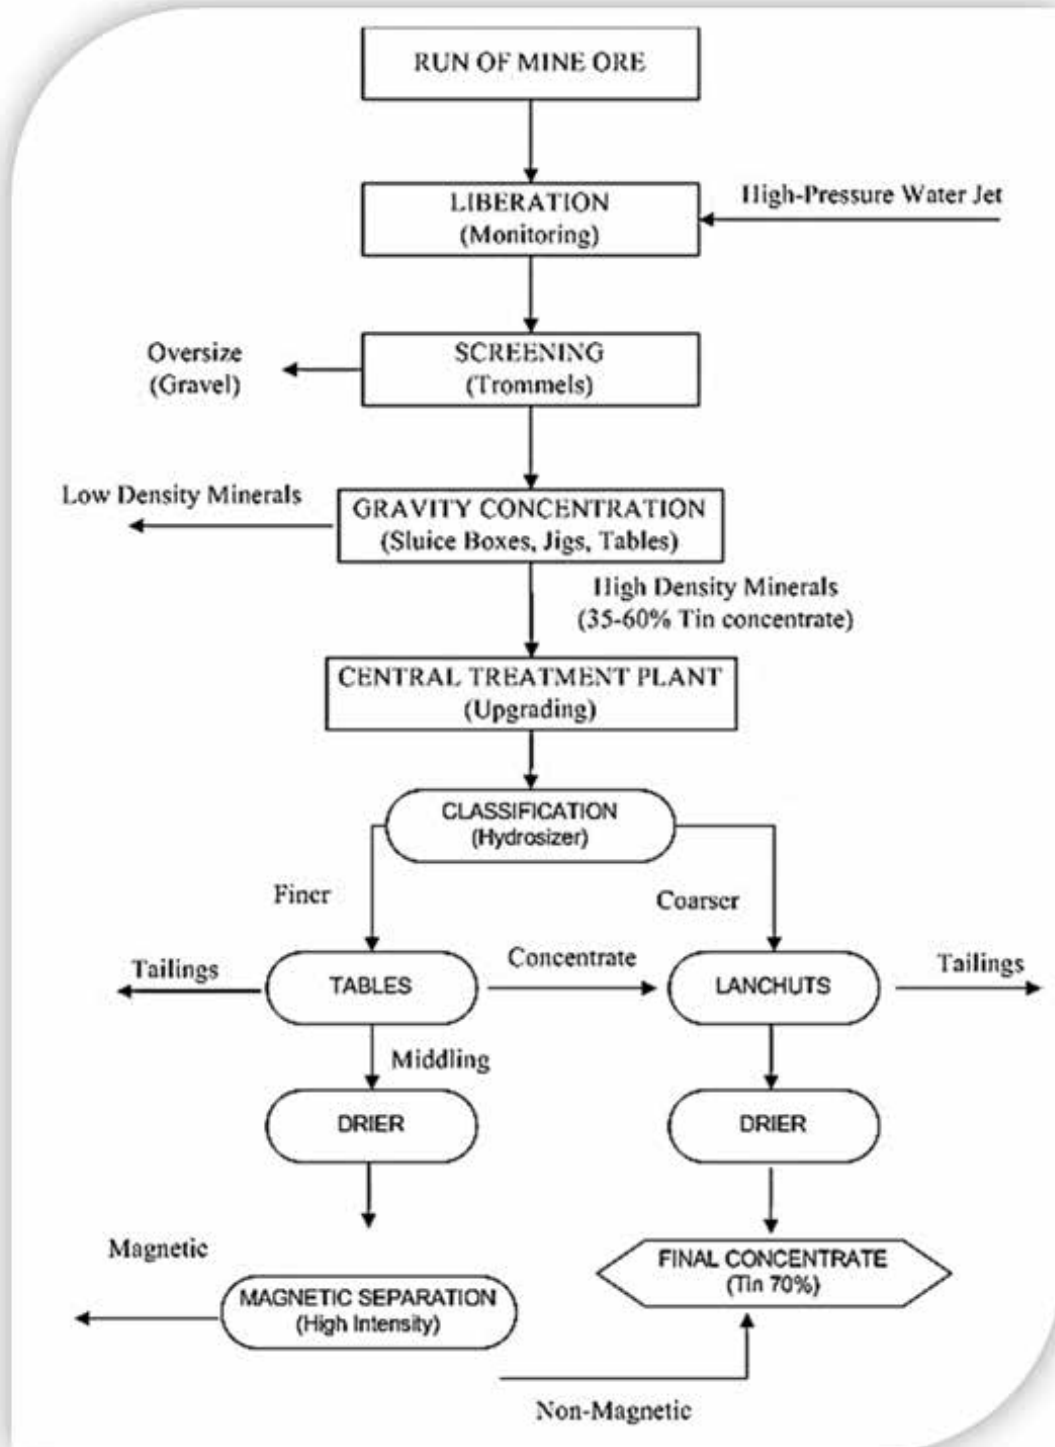 RUN OF MINE ORE
LIBERATION
(Monitoring)
High-Pressure Water Jet
Oversize
(Gravel)
SCREENING
(Trommels)
Low Density Minerals
GRAVITY CONCENTRATION
(Sluice Boxes, Jigs, Tables)
High Density Minerals
(35-60% Tin concentrate)
CENTRAL TREATMENT PLANT
(Upgrading)
CLASSIFICATION
(Hydrosizer)
Finer
Coarser
Tailings
TABLES
Concentrate
LANCHUTS
Tailings
Middling
DRIER
DRIER
Magnetic
MAGNETIC SEPARATION
(High Intensity)
FINAL CONCENTRATE
(Tin 70%)
Non-Magnetic